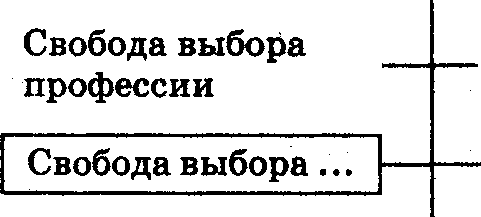 Свобода выбора
профессии
Свобода выбора ...